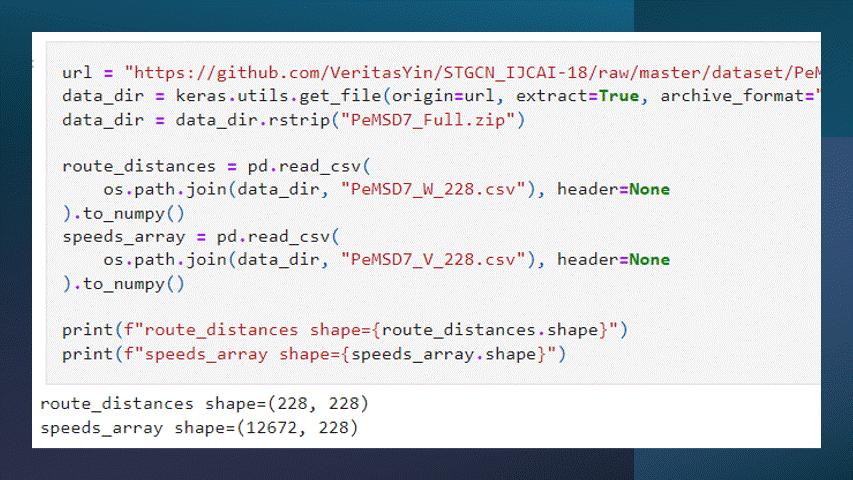 url = "https://github.com/VeritasYin/STGCN_IJCAI-18/raw/master/dataset/PeM
data_dir = keras.utils.get_file(origin=url, extract=True, archive_format="
data_dir = data_dir.rstrip("PeMSD7_Full.zip")
route_distances = pd.read_csv(
    os.path.join(data_dir, "PeMSD7_W_228.csv"), header=None
).to_numpy()
speeds_array = pd.read_csv(
    os.path.join(data_dir, "PeMSD7_V_228.csv"), header=None
).to_numpy()
print(f"route_distances shape={route_distances.shape}")
print(f"speeds_array shape={speeds_array.shape}")
route_distances shape=(228, 228)
speeds_array shape=(12672, 228)